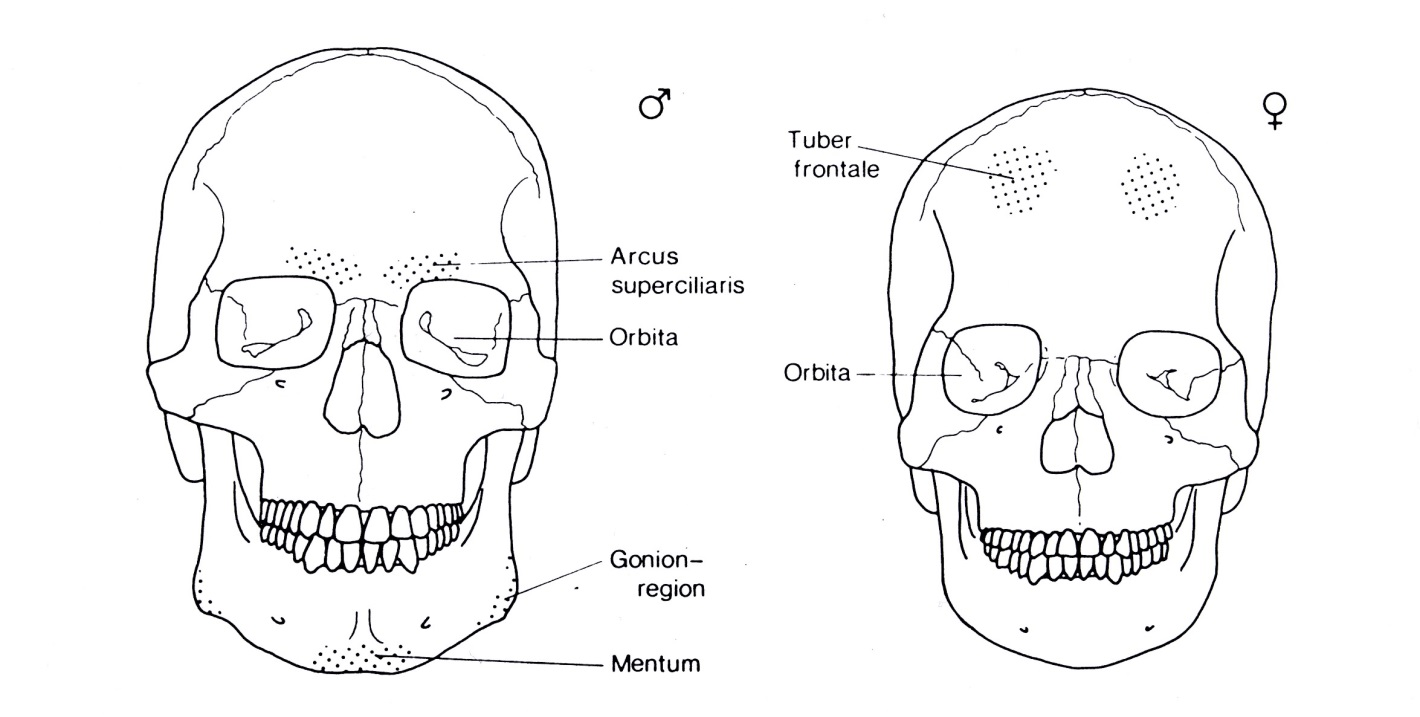 ♂
Arcus
superciliaris
Orbita
Gonion–
region
Mentum
♀
Tuber
frontale
Orbita